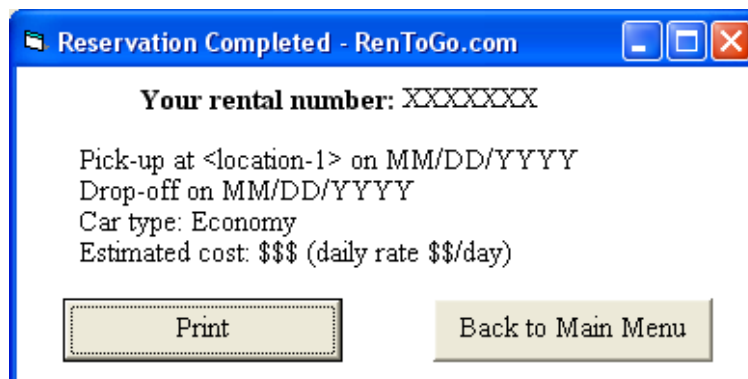 Reservation Completed - RenToGo.com
Your rental number: XXXXXXX
Pick-up at <location-1> on MM/DD/YYYY
Drop-off on MM/DD/YYYY
Car type: Economy
Estimated cost: $$$ (daily rate $$/day)
Print
Back to Main Menu